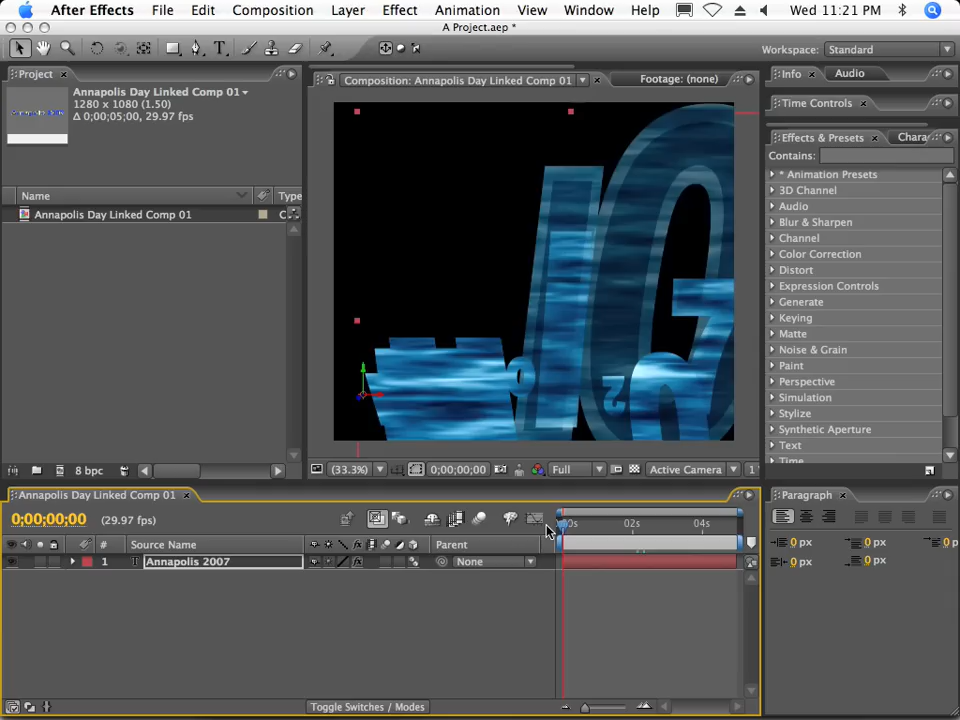 After Effects File Edit Composition Layer Effect Animation View Window Help Wed 11:21 PM
A Project.aep *
Workspace: Standard
Project
Composition: Annapolis Day Linked Comp 01
Footage: (none)
Info
Audio
Annapolis Day Linked Comp 01
1280 x 1080 (1.50)
Δ 0;00;05;00, 29.97 fps
Time Controls
Effects & Presets
Chara
Contains:
Name
Type
Annapolis Day Linked Comp 01
C
* Animation Presets
3D Channel
Audio
Blur & Sharpen
Channel
Color Correction
Distort
Expression Controls
Generate
Keying
Matte
Noise & Grain
Paint
Perspective
Simulation
Stylize
Synthetic Aperture
Text
Time
8 bpc
(33.3%)
0;00;00;00
Full
Active Camera
1
Annapolis Day Linked Comp 01
Paragraph
0;00;00;00
(29.97 fps)
02s
04s
# Source Name
Parent
1 T Annapolis 2007
None
0 px
0 px
0 p
0 px
0 px
Toggle Switches / Modes